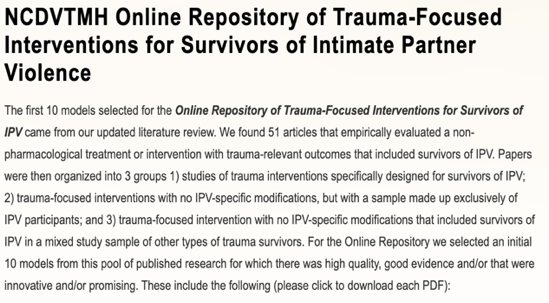 NCDVTMH Online Repository of Trauma-Focused
Interventions for Survivors of Intimate Partner
Violence
The first 10 models selected for the Online Repository of Trauma-Focused Interventions for Survivors of
IPV came from our updated literature review. We found 51 articles that empirically evaluated a non-
pharmacological treatment or intervention with trauma-relevant outcomes that included survivors of IPV. Papers
were then organized into 3 groups 1) studies of trauma interventions specifically designed for survivors of IPV;
2) trauma-focused interventions with no IPV-specific modifications, but with a sample made up exclusively of
IPV participants; and 3) trauma-focused intervention with no IPV-specific modifications that included survivors of
IPV in a mixed study sample of other types of trauma survivors. For the Online Repository we selected an initial
10 models from this pool of published research for which there was high quality, good evidence and/or that were
innovative and/or promising. These include the following (please click to download each PDF):